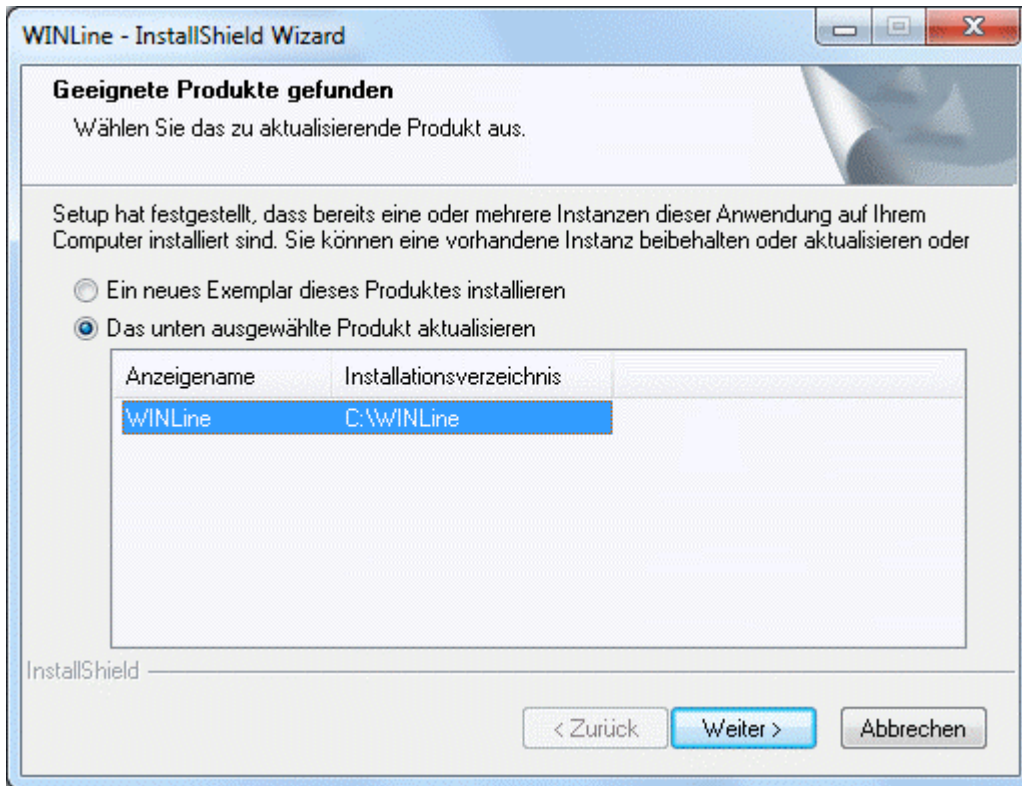 WINLine - InstallShield Wizard
Geeignete Produkte gefunden
Wählen Sie das zu aktualisierende Produkt aus.
Setup hat festgestellt, dass bereits eine oder mehrere Instanzen dieser Anwendung auf Ihrem
Computer installiert sind. Sie können eine vorhandene Instanz beibehalten oder aktualisieren oder
Ein neues Exemplar dieses Produktes installieren
Das unten ausgewählte Produkt aktualisieren
Anzeigename Installationsverzeichnis
WINLine C:\WINLine
InstallShield
< Zurück Weiter > Abbrechen